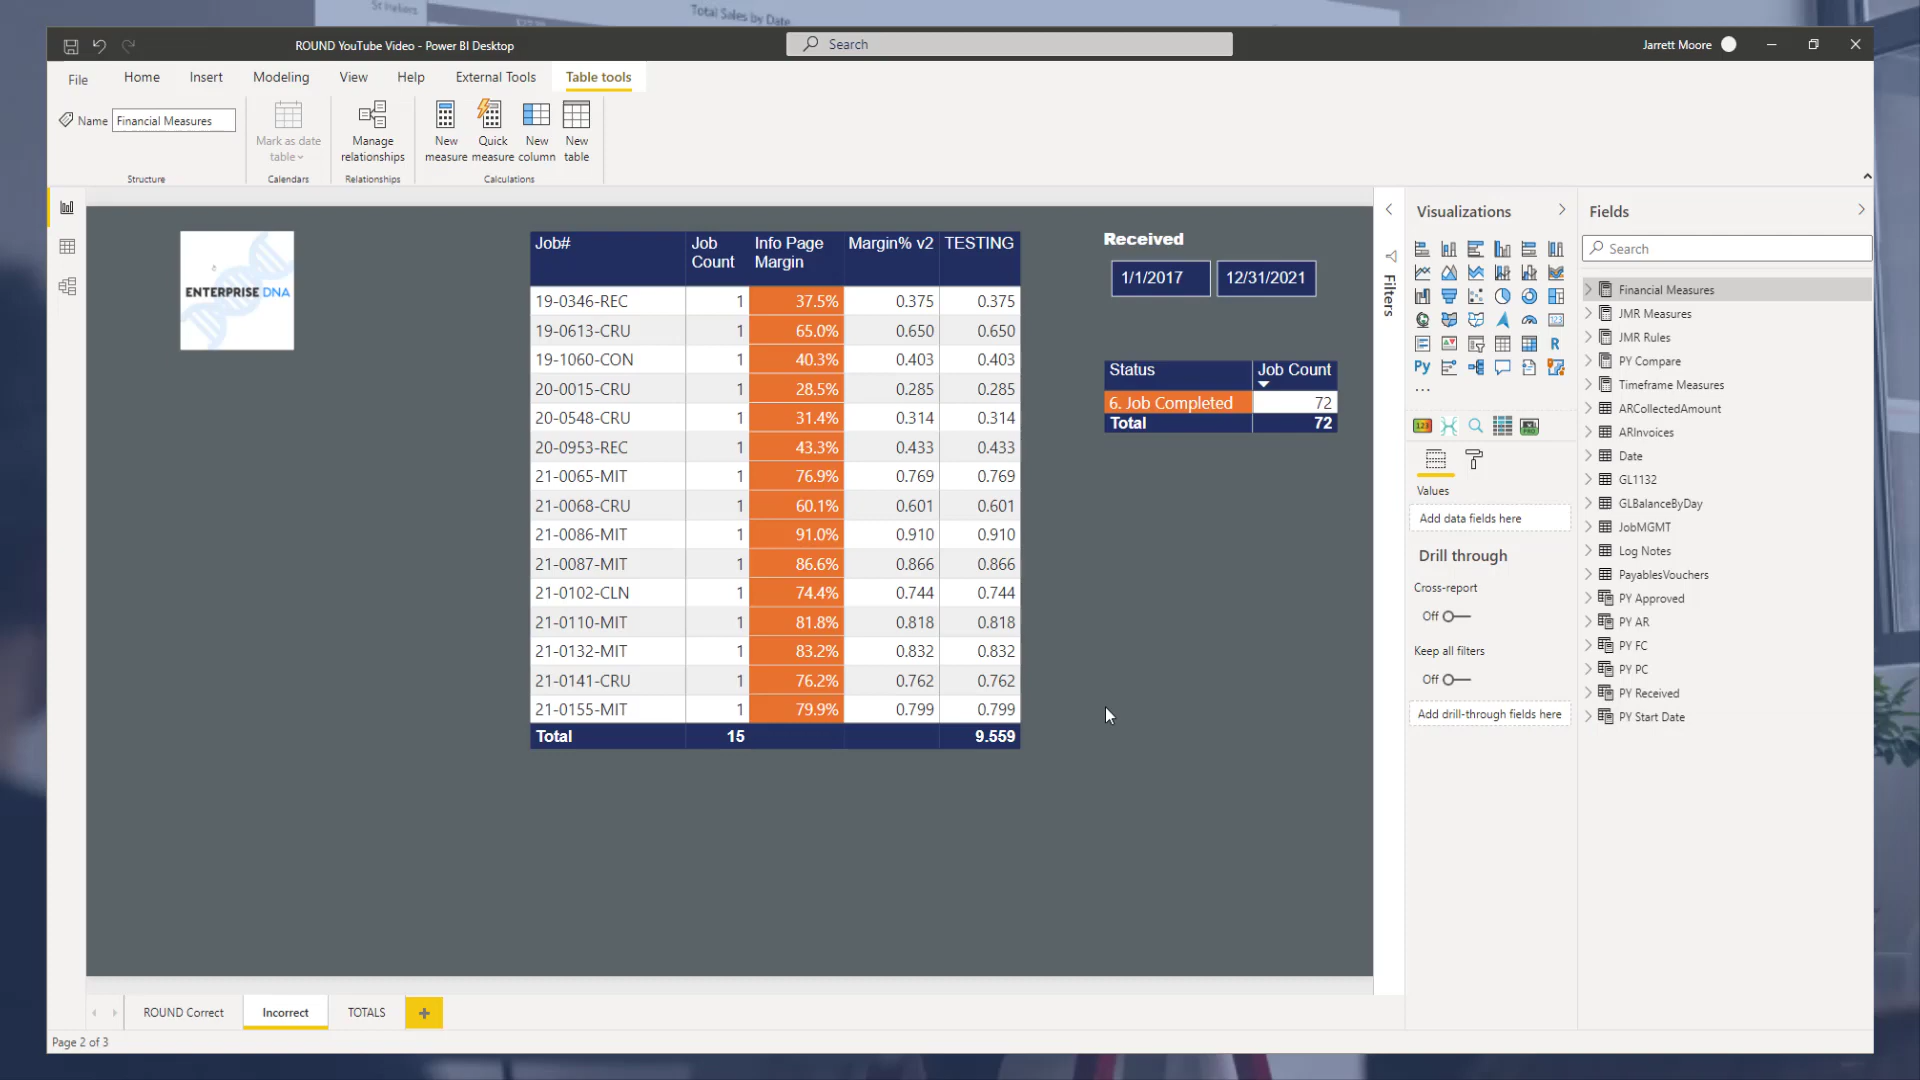 St Peters
Total Sales by Date
ROUND YouTube Video - Power BI Desktop
Search
Jarrett Moore
File Home Insert Modeling View Help External Tools Table tools
Name Financial Measures
Mark as date
table
Manage
relationships
New
measure
Quick
measure
New
column
New
table
Structure Calendars Relationships Calculations
ENTERPRISE DNA
Job# Job Count Info Page Margin Margin% v2 TESTING
19-0346-REC 1 37.5% 0.375 0.375
19-0613-CRU 1 65.0% 0.650 0.650
19-1060-CON 1 40.3% 0.403 0.403
20-0015-CRU 1 28.5% 0.285 0.285
20-0548-CRU 1 31.4% 0.314 0.314
20-0953-REC 1 43.3% 0.433 0.433
21-0065-MIT 1 76.9% 0.769 0.769
21-0068-CRU 1 60.1% 0.601 0.601
21-0086-MIT 1 91.0% 0.910 0.910
21-0087-MIT 1 86.6% 0.866 0.866
21-0102-CLN 1 74.4% 0.744 0.744
21-0110-MIT 1 81.8% 0.818 0.818
21-0132-MIT 1 83.2% 0.832 0.832
21-0141-CRU 1 76.2% 0.762 0.762
21-0155-MIT 1 79.9% 0.799 0.799
Total 15 9.559
Received
1/1/2017 12/31/2021
Status Job Count
6. Job Completed 72
Total 72
Filters
Visualizations
123
R
Py
...
123
PRO
Values
Add data fields here
Drill through
Cross-report
Off
Keep all filters
Off
Add drill-through fields here
Fields
Search
Financial Measures
JMR Measures
JMR Rules
PY Compare
Timeframe Measures
ARCollectedAmount
ARInvoices
Date
GL1132
GLBalanceByDay
JobMGMT
Log Notes
PayablesVouchers
PY Approved
PY AR
PY FC
PY PC
PY Received
PY Start Date
ROUND Correct Incorrect TOTALS +
Page 2 of 3